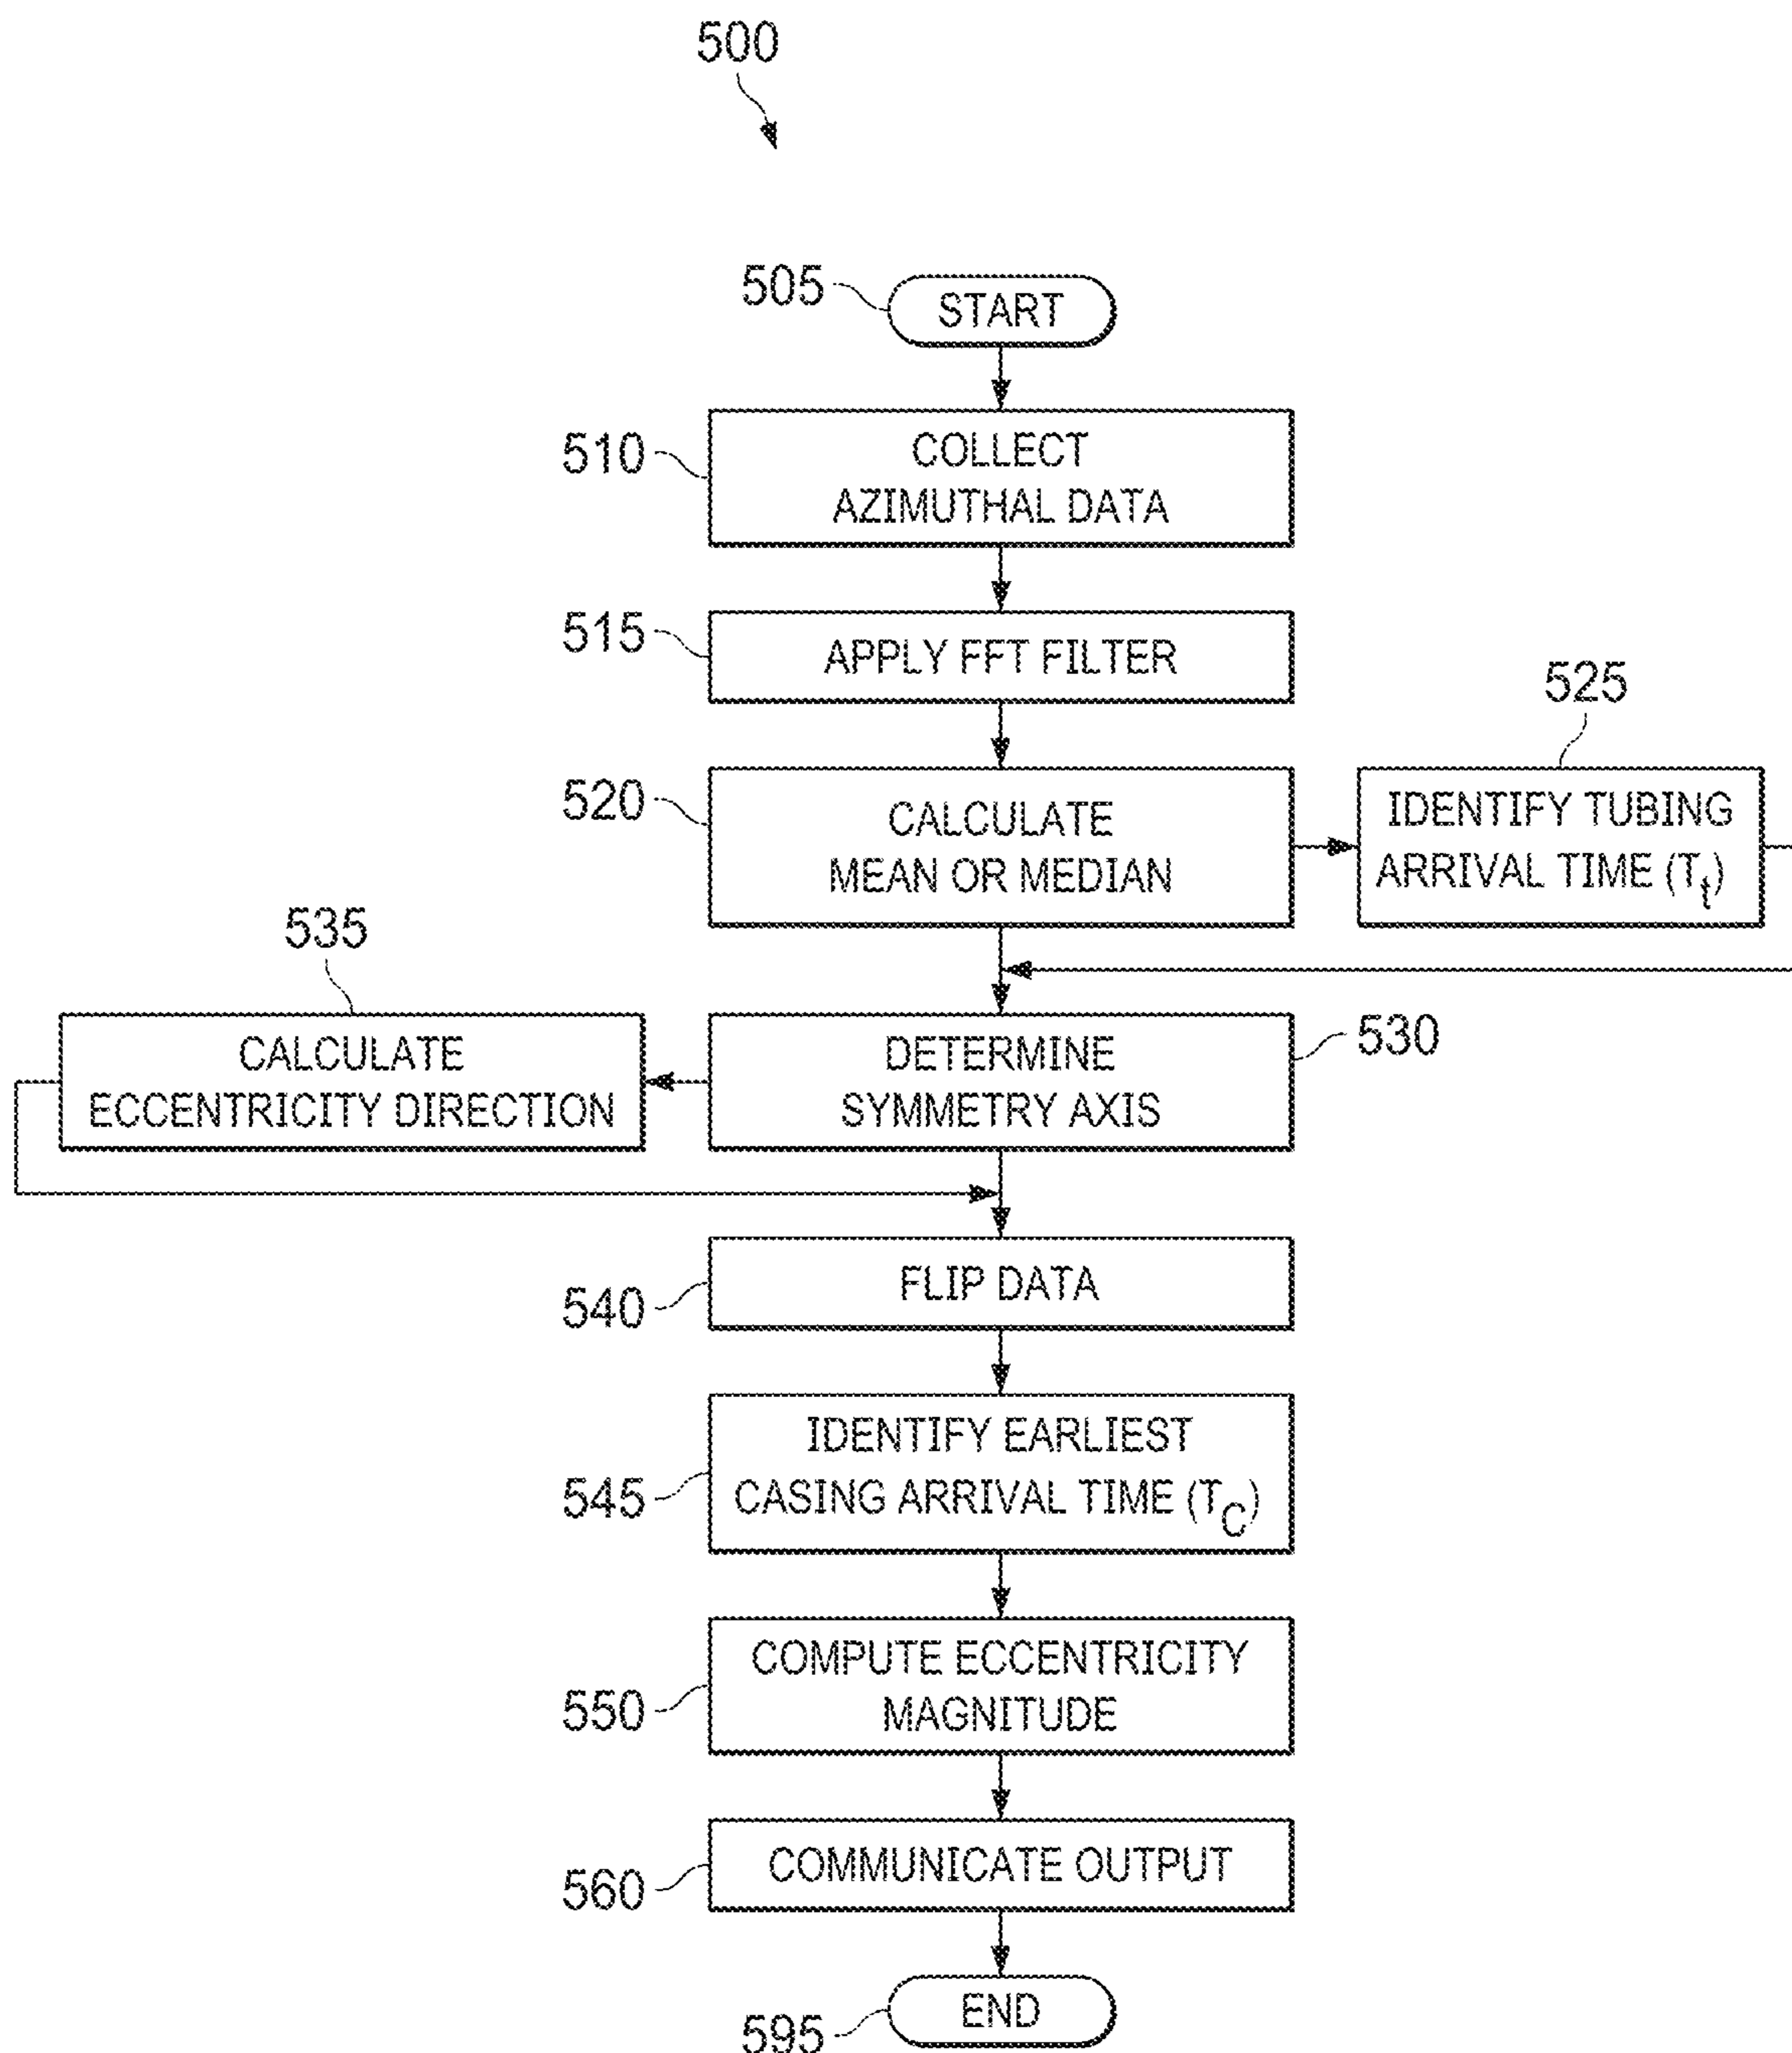 500
505
START
510
COLLECT
AZIMUTHAL DATA
515
APPLY FFT FILTER
525
520
CALCULATE
MEAN OR MEDIAN
IDENTIFY TUBING
ARRIVAL TIME (Tt)
535
CALCULATE
ECCENTRICITY DIRECTION
DETERMINE
SYMMETRY AXIS
530
540
FLIP DATA
545
IDENTIFY EARLIEST
CASING ARRIVAL TIME (TC)
550
COMPUTE ECCENTRICITY
MAGNITUDE
560
COMMUNICATE OUTPUT
595
END